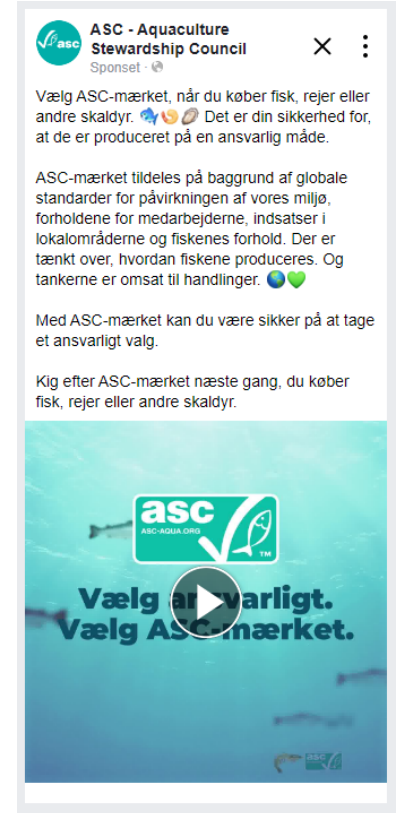 ASC - Aquaculture
Stewardship Council
Sponset
Vælg ASC-mærket, når du køber fisk, rejer eller
andre skaldyr. 🐟🍤🦪 Det er din sikkerhed for,
at de er produceret på en ansvarlig måde.
ASC-mærket tildeles på baggrund af globale
standarder for påvirkningen af vores miljø,
forholdene for medarbejderne, indsatser i
lokalområderne og fiskenes forhold. Der er
tænkt over, hvordan fiskene produceres. Og
tankerne er omsat til handlinger. 🌍💚
Med ASC-mærket kan du være sikker på at tage
et ansvarligt valg.
Kig efter ASC-mærket næste gang, du køber
fisk, rejer eller andre skaldyr.
asc
ASC-AQUA.ORG
TM
Vælg ansvarligt.
Vælg ASC-mærket.
asc